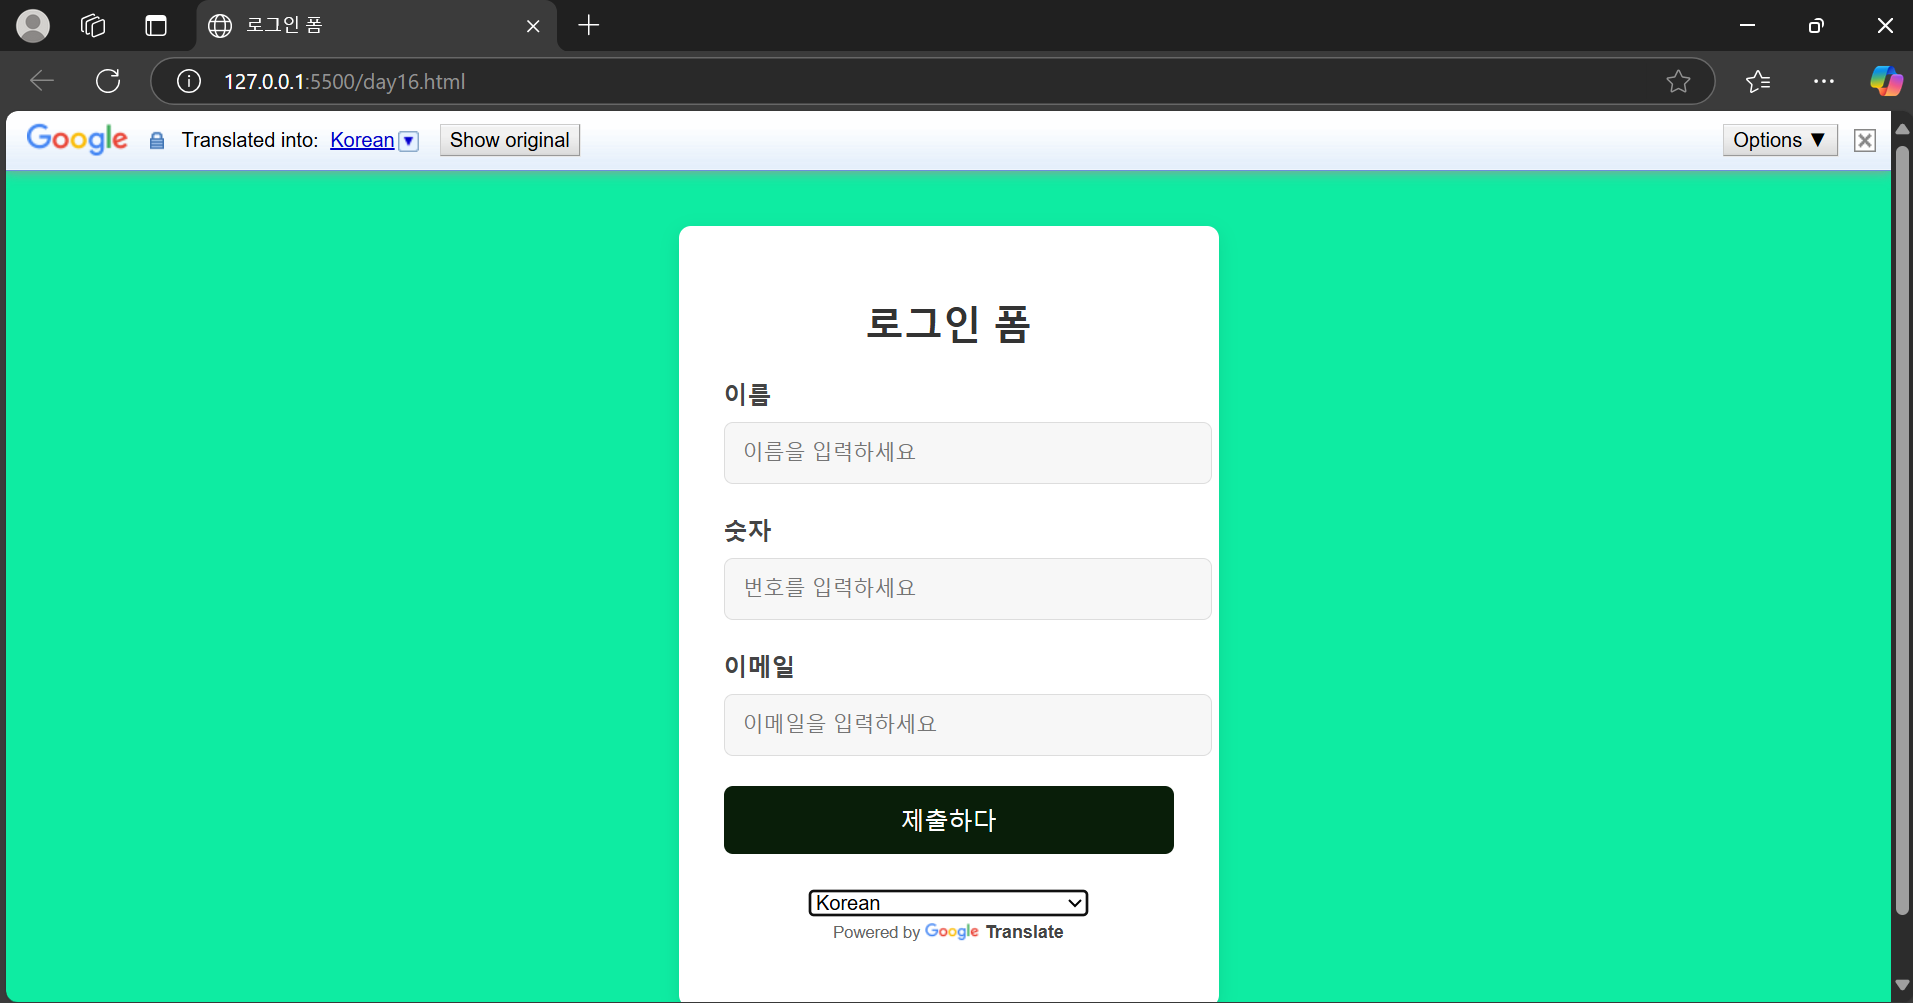 로그인 폼
127.0.0.1:5500/day16.html
Google Translated into: Korean ▼ Show original Options ▼
로그인 폼
이름
이름을 입력하세요
숫자
번호를 입력하세요
이메일
이메일을 입력하세요
제출하다
Korean
Powered by Google Translate